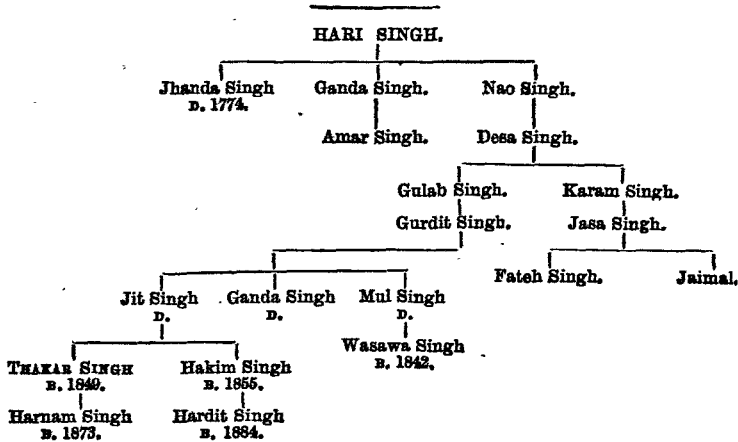 HARI SINGH.
Jhanda Singh Ganda Singh. Nao Singh.
D. 1774.
Amar Singh. Desa Singh.
Gulab Singh. Karam Singh.
Gurdit Singh. Jasa Singh.
Fateh Singh. Jaimal.
Jit Singh Ganda Singh Mul Singh
D. D. D.
Wasawa Singh
B. 1842.
THAKAR SINGH Hakim Singh
B. 1849. B. 1855.
Harnam Singh Hardit Singh
B. 1873. B. 1884.